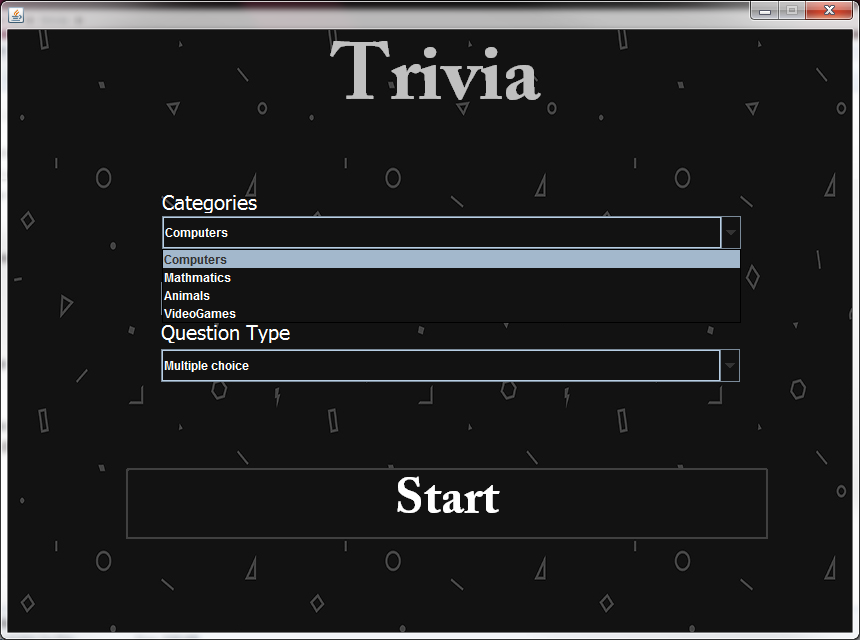 Trivia
Categories
Computers
Computers
Mathmatics
Animals
VideoGames
Question Type
Multiple choice
Start